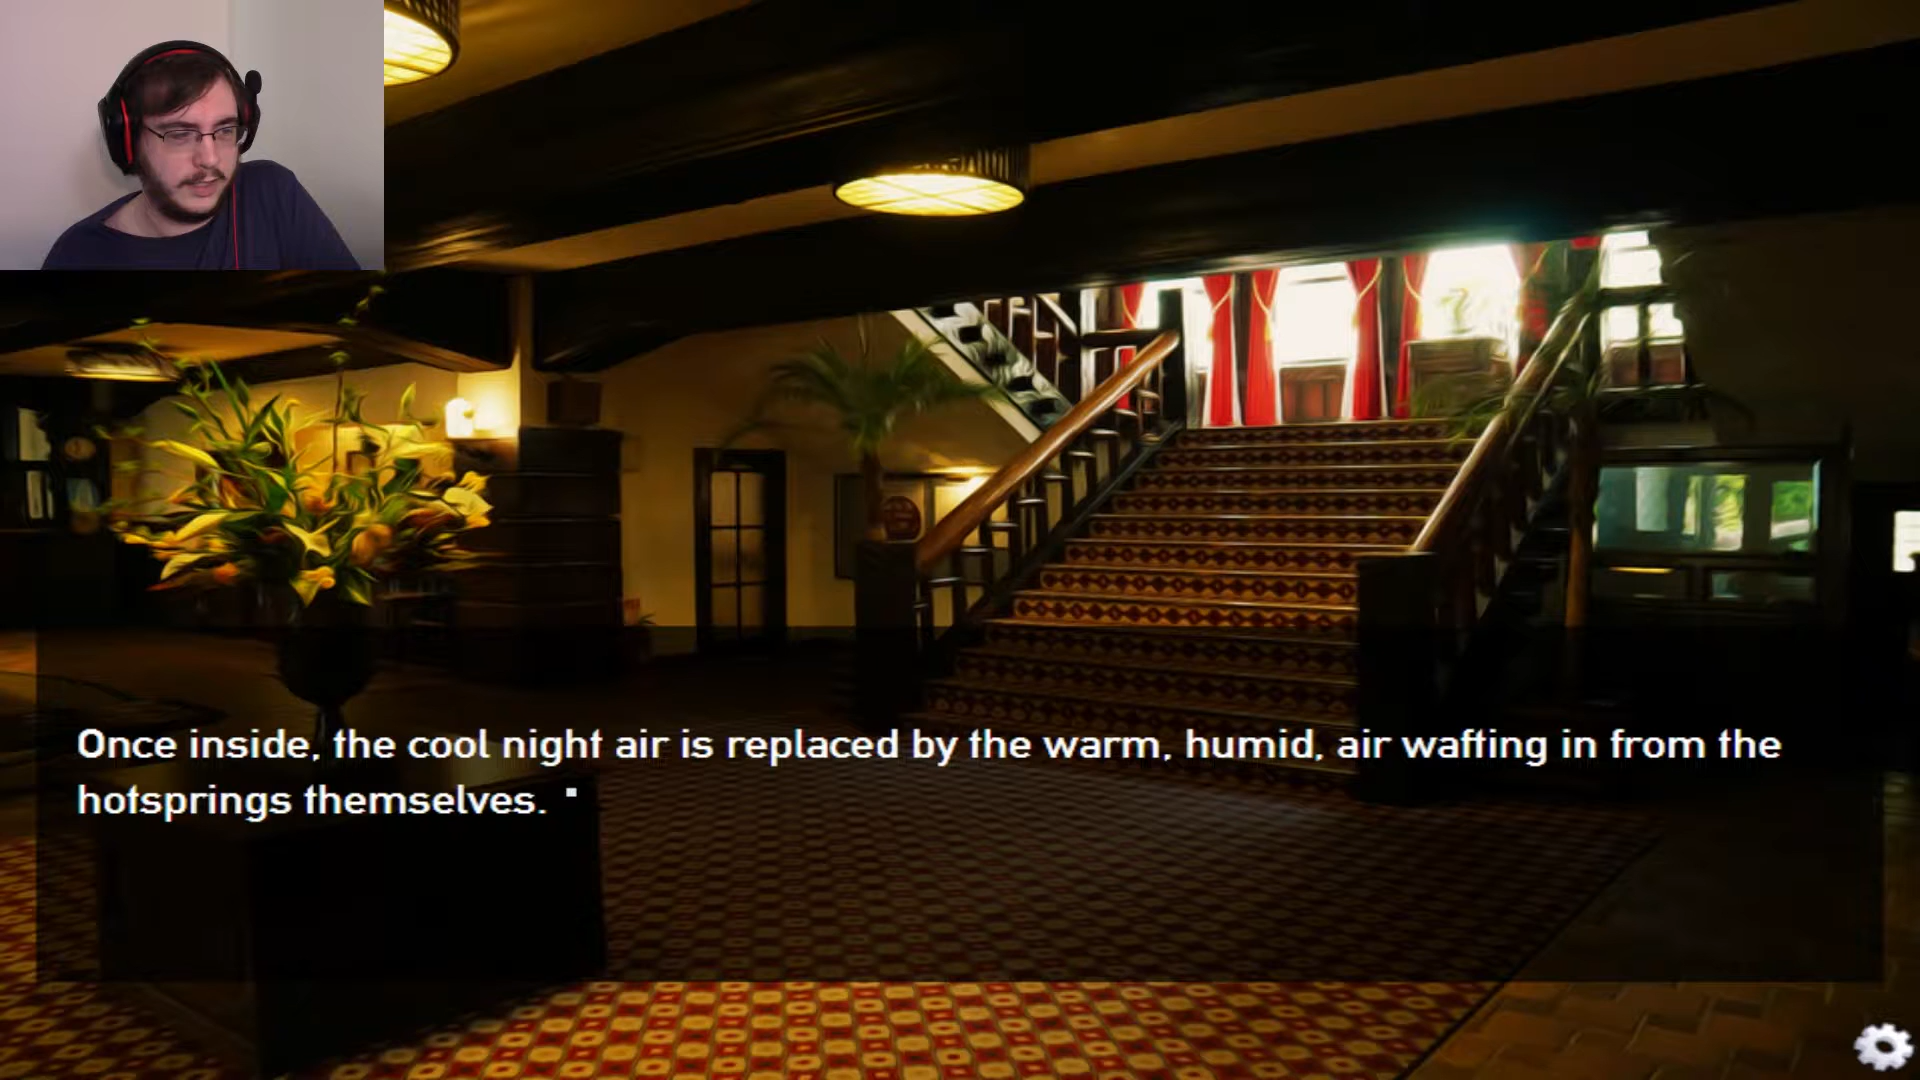 Once inside, the cool night air is replaced by the warm, humid, air wafting in from the
hotsprings themselves.